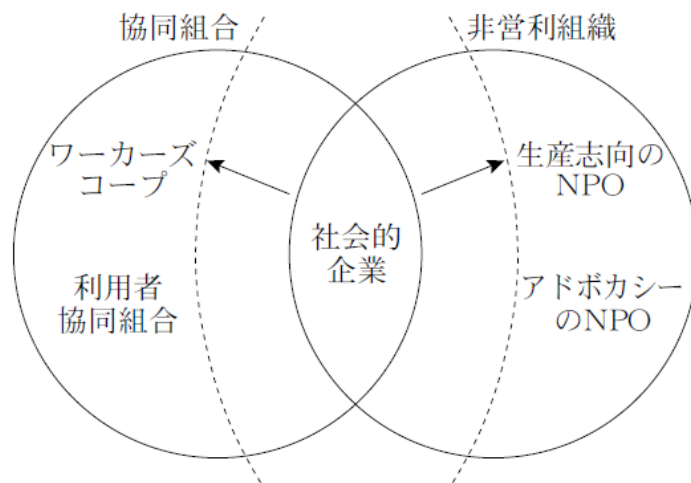 協同組合
非営利組織
ワーカーズ
コープ
生産志向の
NPO
社会的
企業
利用者
協同組合
アドボカシー
のNPO